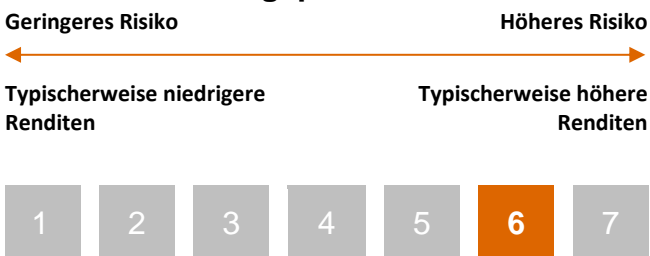 Geringeres Risiko Höheres Risiko
Typischerweise niedrigere Typischerweise höhere
Renditen Renditen
1 2 3 4 5 6 7